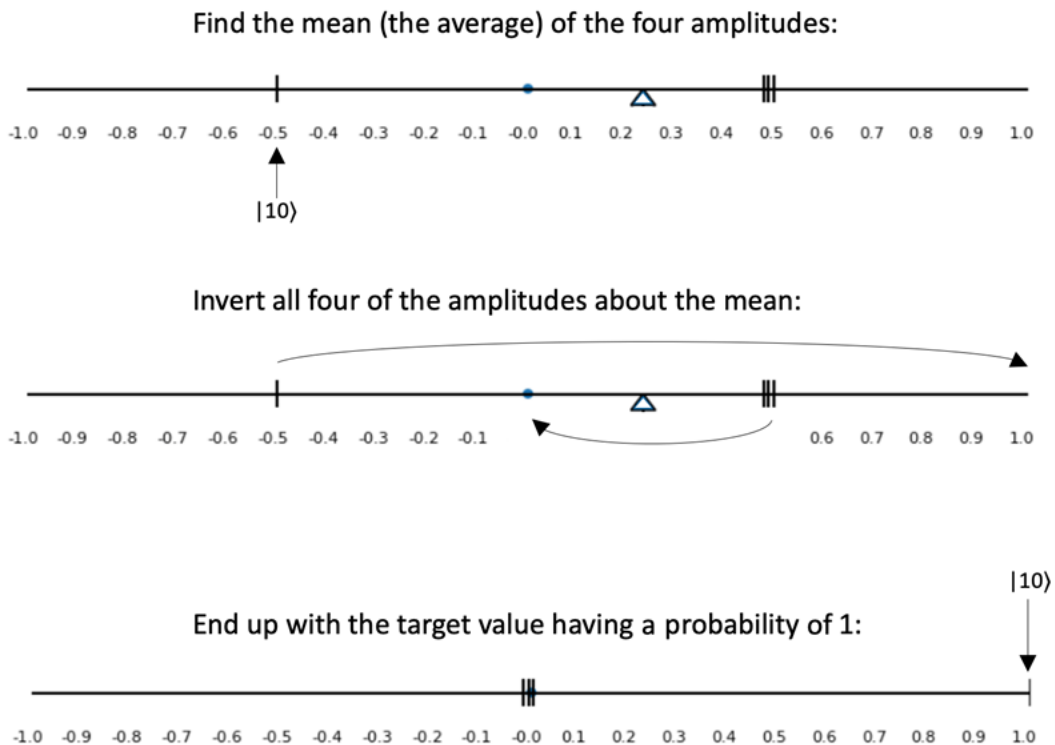 Find the mean (the average) of the four amplitudes:
-1.0 -0.9 -0.8 -0.7 -0.6 -0.5 -0.4 -0.3 -0.2 -0.1 -0.0 0.1 0.2 0.3 0.4 0.5 0.6 0.7 0.8 0.9 1.0
|10⟩
Invert all four of the amplitudes about the mean:
-1.0 -0.9 -0.8 -0.7 -0.6 -0.5 -0.4 -0.3 -0.2 -0.1 0.6 0.7 0.8 0.9 1.0
|10⟩
End up with the target value having a probability of 1:
-1.0 -0.9 -0.8 -0.7 -0.6 -0.5 -0.4 -0.3 -0.2 -0.1 -0.0 0.1 0.2 0.3 0.4 0.5 0.6 0.7 0.8 0.9 1.0